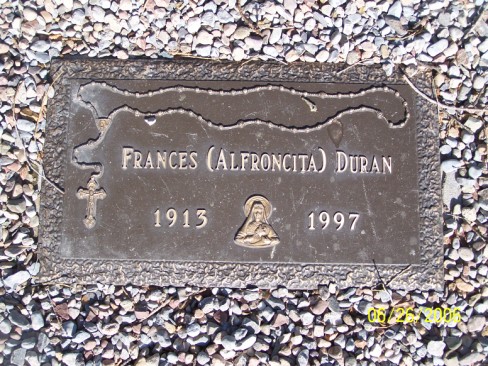 FRANCES (ALFRONCITA) DURAN
1913 1997
06/26/2006